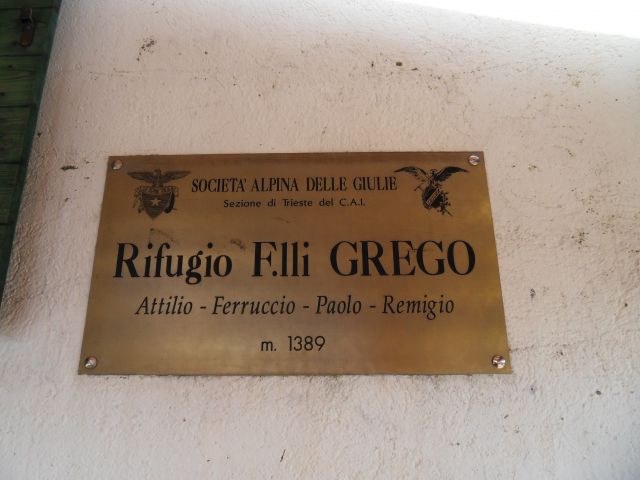 SOCIETA' ALPINA DELLE GIULIE
Sezione di Trieste del C.A.I.
Rifugio F.lli GREGO
Attilio - Ferruccio - Paolo - Remigio
m. 1389